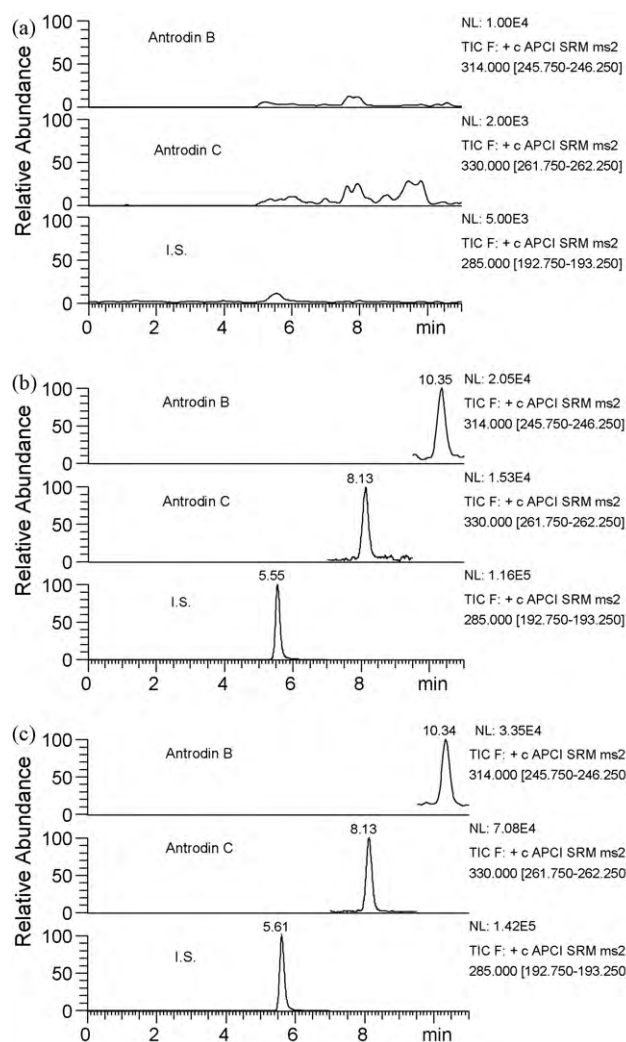 (a)
Relative Abundance
100
50
0
Antrodin B
NL: 1.00E4
TIC F: + c APCI SRM ms2
314.000 [245.750-246.250]
100
50
0
Antrodin C
NL: 2.00E3
TIC F: + c APCI SRM ms2
330.000 [261.750-262.250]
100
50
0
I.S.
NL: 5.00E3
TIC F: + c APCI SRM ms2
285.000 [192.750-193.250]
0 2 4 6 8 min
(b)
Relative Abundance
100
50
0
Antrodin B
10.35
NL: 2.05E4
TIC F: + c APCI SRM ms2
314.000 [245.750-246.250]
100
50
0
Antrodin C
8.13
NL: 1.53E4
TIC F: + c APCI SRM ms2
330.000 [261.750-262.250]
100
50
0
I.S.
5.55
NL: 1.16E5
TIC F: + c APCI SRM ms2
285.000 [192.750-193.250]
0 2 4 6 8 min
(c)
Relative Abundance
100
50
0
Antrodin B
10.34
NL: 3.35E4
TIC F: + c APCI SRM ms2
314.000 [245.750-246.250
100
50
0
Antrodin C
8.13
NL: 7.08E4
TIC F: + c APCI SRM ms2
330.000 [261.750-262.250
100
50
0
I.S.
5.61
NL: 1.42E5
TIC F: + c APCI SRM ms2
285.000 [192.750-193.250
0 2 4 6 8 min